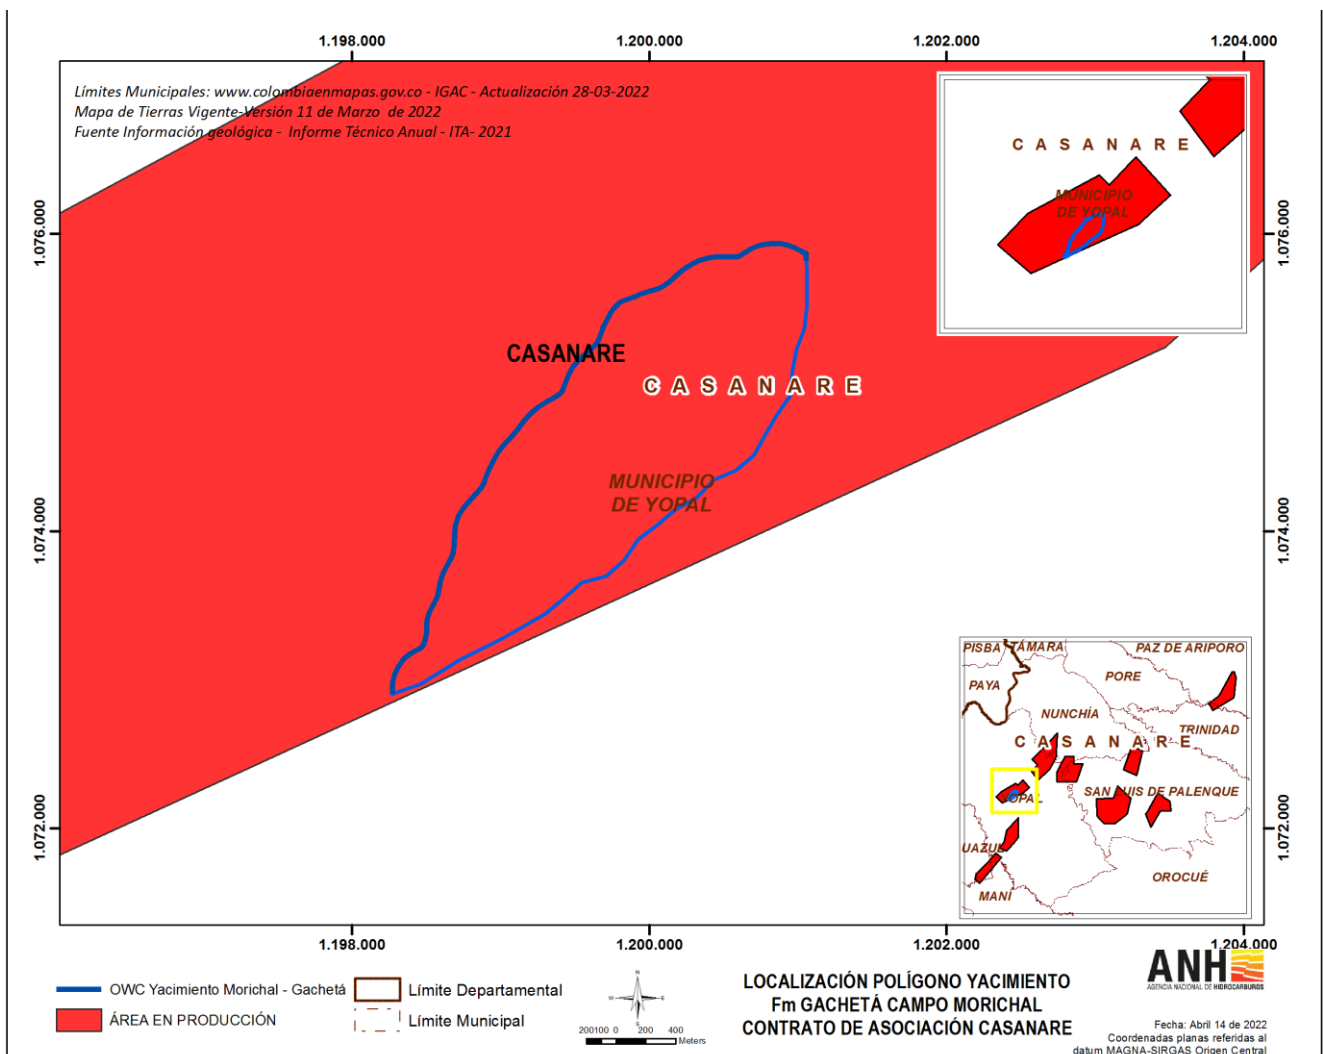 1.198.000
1.200.000
1.202.000
1.204.000
Límites Municipales: www.colombiaenmapas.gov.co - IGAC - Actualización 28-03-2022
Mapa de Tierras Vigente-Versión 11 de Marzo de 2022
Fuente Información geológica - Informe Técnico Anual - ITA- 2021
CASANARE
MUNICIPIO
DE YOPAL
1.076.000
1.076.000
CASANARE
CASANARE
MUNICIPIO
DE YOPAL
1.074.000
1.074.000
PISBA
TÁMARA
PAZ DE ARIPORO
PAYA
PORE
NUNCHÍA
TRINIDAD
CASANARE
YOPAL
SAN LUIS DE PALENQUE
UAZUL
MANÍ
OROCUÉ
1.072.000
1.072.000
1.198.000
1.200.000
1.202.000
1.204.000
OWC Yacimiento Morichal - Gachetá
ÁREA EN PRODUCCIÓN
Límite Departamental
Límite Municipal
N
W
E
S
200100 0 200 400
Meters
LOCALIZACIÓN POLÍGONO YACIMIENTO
Fm GACHETÁ CAMPO MORICHAL
CONTRATO DE ASOCIACIÓN CASANARE
ANH
AGENCIA NACIONAL DE HIDROCARBUROS
Fecha: Abril 14 de 2022
Coordenadas planas referidas al
datum MAGNA-SIRGAS Origen Central